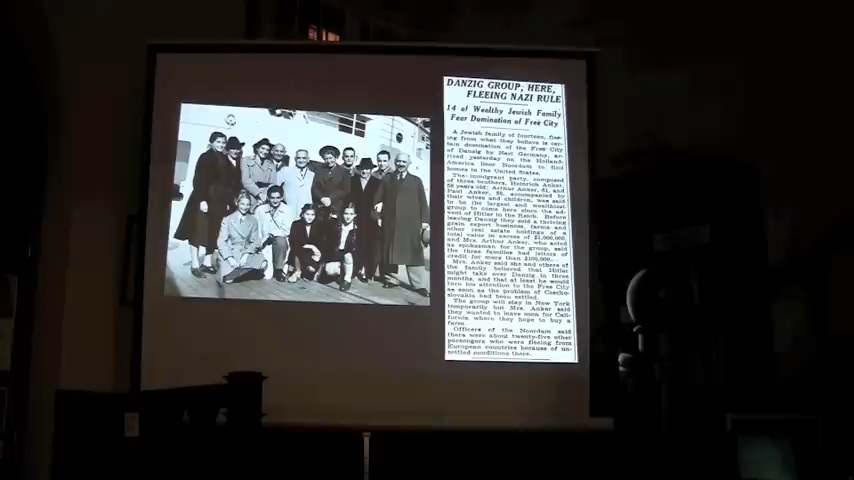 DANZIG GROUP, HERE,
FLEEING NAZI RULE
14 of Wealthy Jewish Family
Fear Domination of Free City
A Jewish family of fourteen, flee-
ing from what they believe is cer-
tain domination of the Free City
of Danzig by Nazi Germany, ar-
rived yesterday on the Holland-
America liner Noordam to find
homes in the United States.
The immigrant party, composed
of three brothers, Heinrich Anker,
58 years old; Arthur Anker, 61, and
Paul Anker, 50, accompanied by
their wives and children, was said
to be the largest and wealthiest
group to come here since the ad-
vent of Hitler in the Reich. Before
leaving Danzig they sold a thriving
grain export business, farms and
other real estate holdings of a
total value in excess of $1,000,000,
and Mrs. Arthur Anker, who acted
as spokesman for the group, said
the three families had letters of
credit for more than $100,000.
Mrs. Anker said she and others of
the family believed that Hitler
might take over Danzig in three
months, and that at least he would
turn his attention to the Free City
as soon as the problem of Czecho-
slovakia had been settled.
The group will stay in New York
temporarily but Mrs. Anker said
they wanted to leave soon for Cali-
fornia, where they hope to buy a
farm.
Officers of the Noordam said
there were about twenty-five other
passengers who were fleeing from
European countries because of un-
settled conditions there.